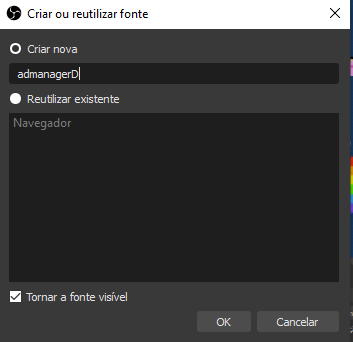 Criar ou reutilizar fonte
Criar nova
admanagerD
Reutilizar existente
Navegador
Tornar a fonte visível
OK
Cancelar